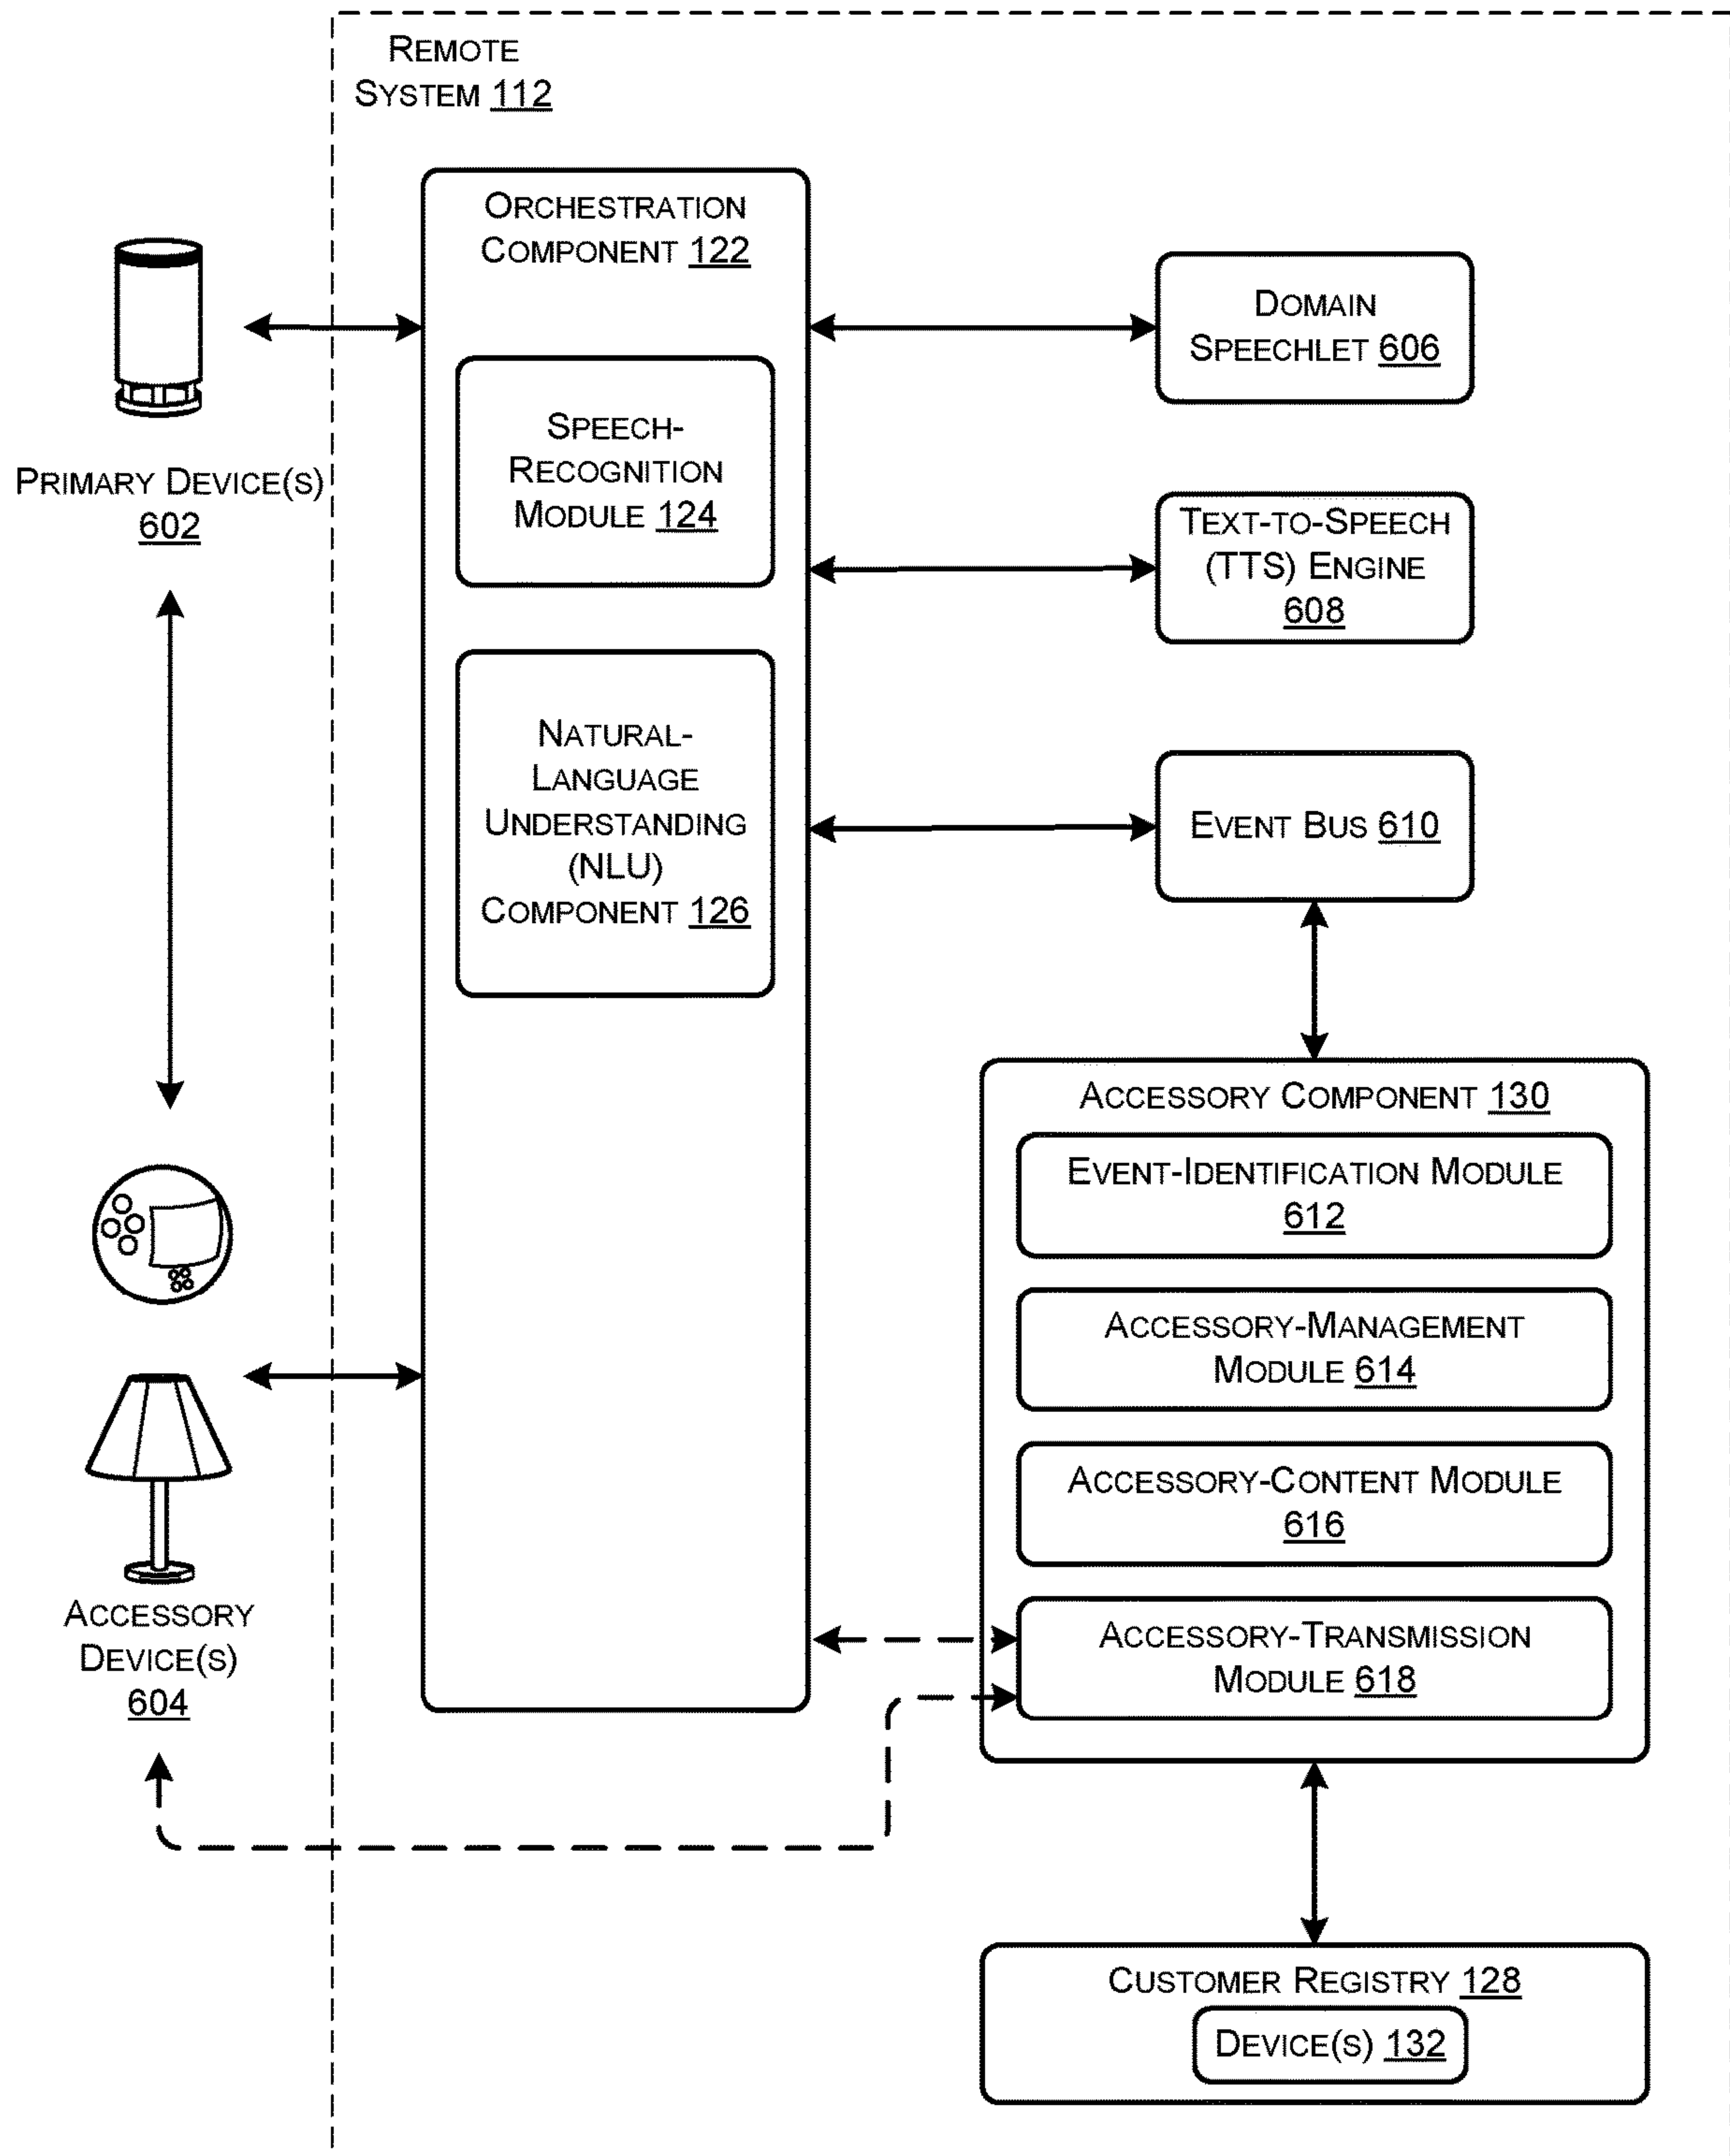 REMOTE
SYSTEM 112
ORCHESTRATION
COMPONENT 122
SPEECH-
RECOGNITION
MODULE 124
NATURAL-
LANGUAGE
UNDERSTANDING
(NLU)
COMPONENT 126
PRIMARY DEVICE(S)
602
ACCESSORY
DEVICE(S)
604
DOMAIN
SPEECHLET 606
TEXT-TO-SPEECH
(TTS) ENGINE
608
EVENT BUS 610
ACCESSORY COMPONENT 130
EVENT-IDENTIFICATION MODULE
612
ACCESSORY-MANAGEMENT
MODULE 614
ACCESSORY-CONTENT MODULE
616
ACCESSORY-TRANSMISSION
MODULE 618
CUSTOMER REGISTRY 128
DEVICE(S) 132